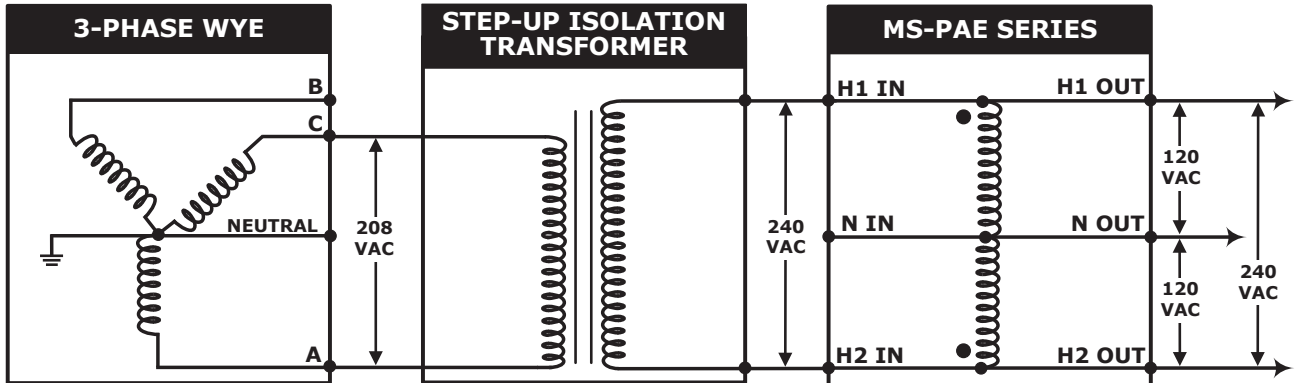 3-PHASE WYE
B
C
NEUTRAL
A
208
VAC
STEP-UP ISOLATION
TRANSFORMER
240
VAC
MS-PAE SERIES
H1 IN
H1 OUT
N IN
N OUT
H2 IN
H2 OUT
120
VAC
120
VAC
240
VAC